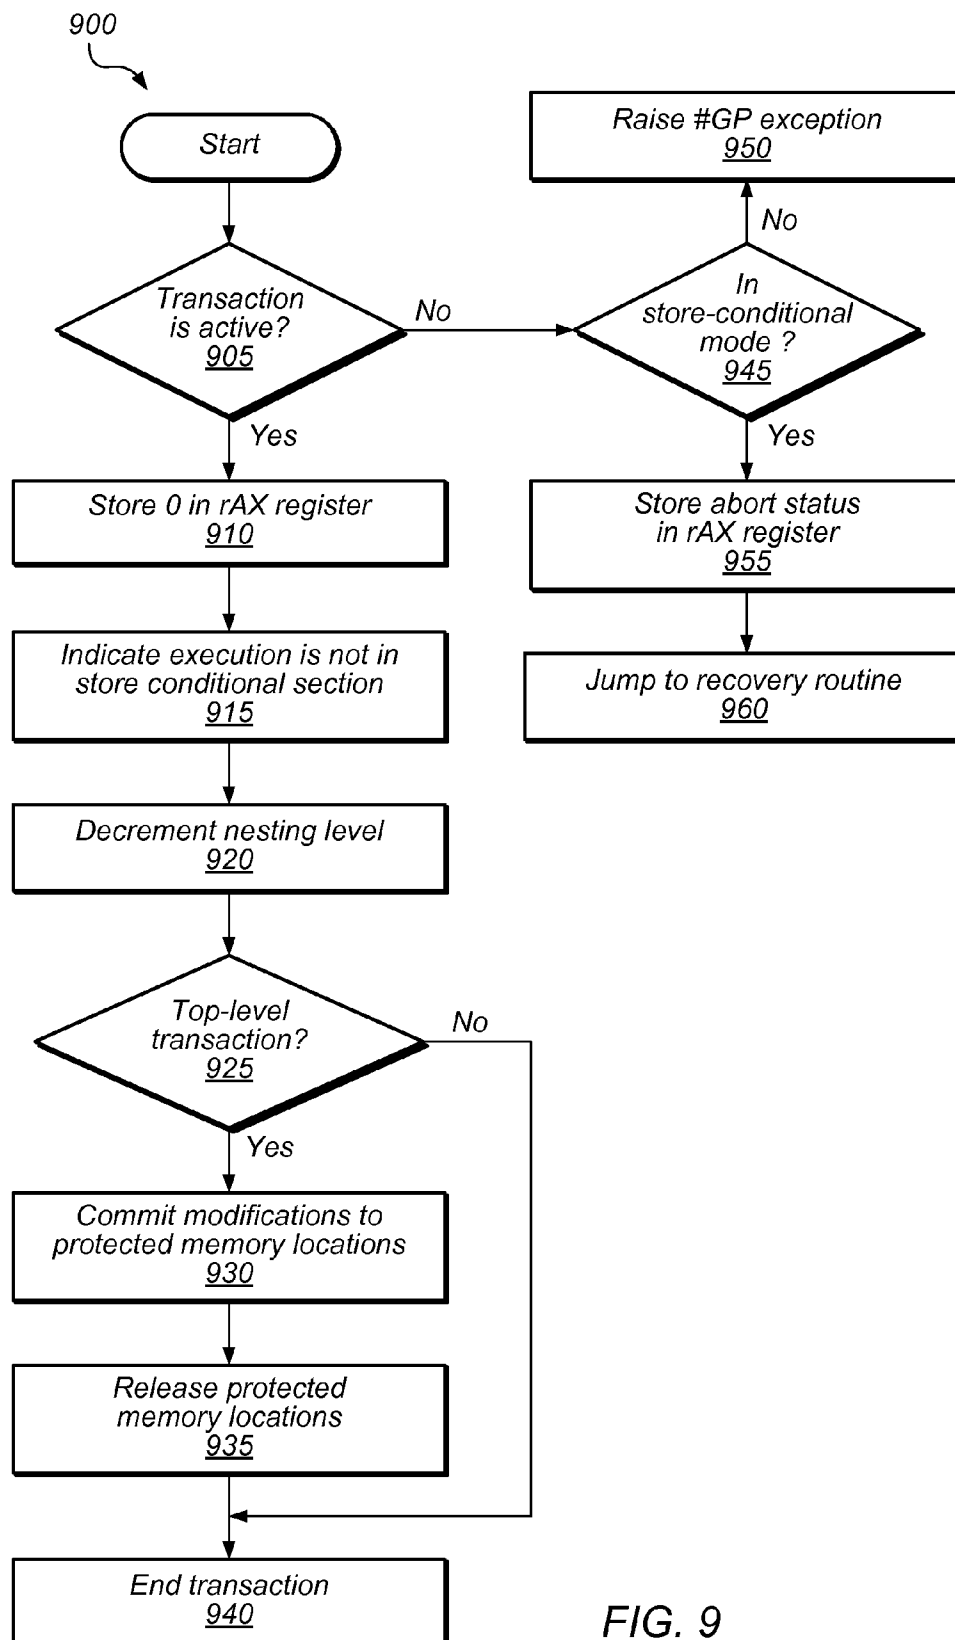 900
Start
Transaction
is active?
905
No
Yes
Store 0 in rAX register
910
Indicate execution is not in
store conditional section
915
Decrement nesting level
920
Top-level
transaction?
925
No
Yes
Commit modifications to
protected memory locations
930
Release protected
memory locations
935
End transaction
940
Raise #GP exception
950
No
In
store-conditional
mode ?
945
Yes
Store abort status
in rAX register
955
Jump to recovery routine
960
FIG. 9